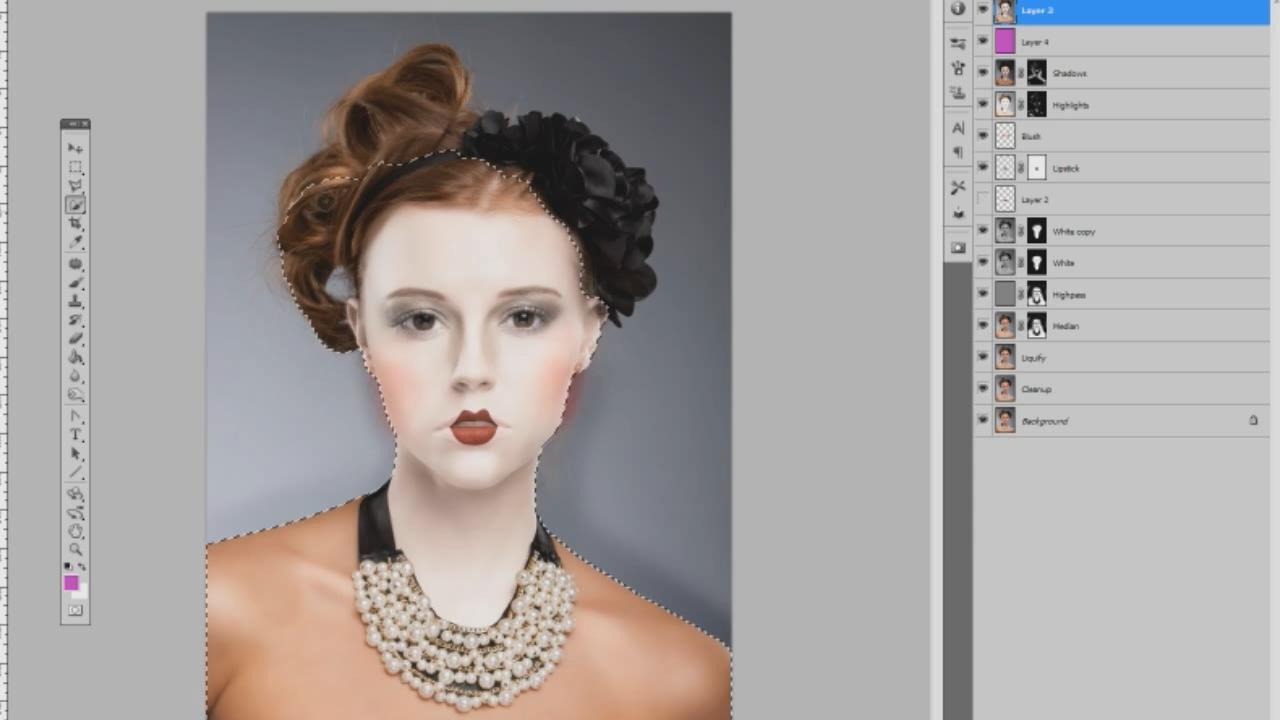 Layer 3
Layer 4
Shadows
Highlights
Blush
Lipstick
Layer 2
White copy
White
Highpass
Median
Liquify
Cleanup
Background